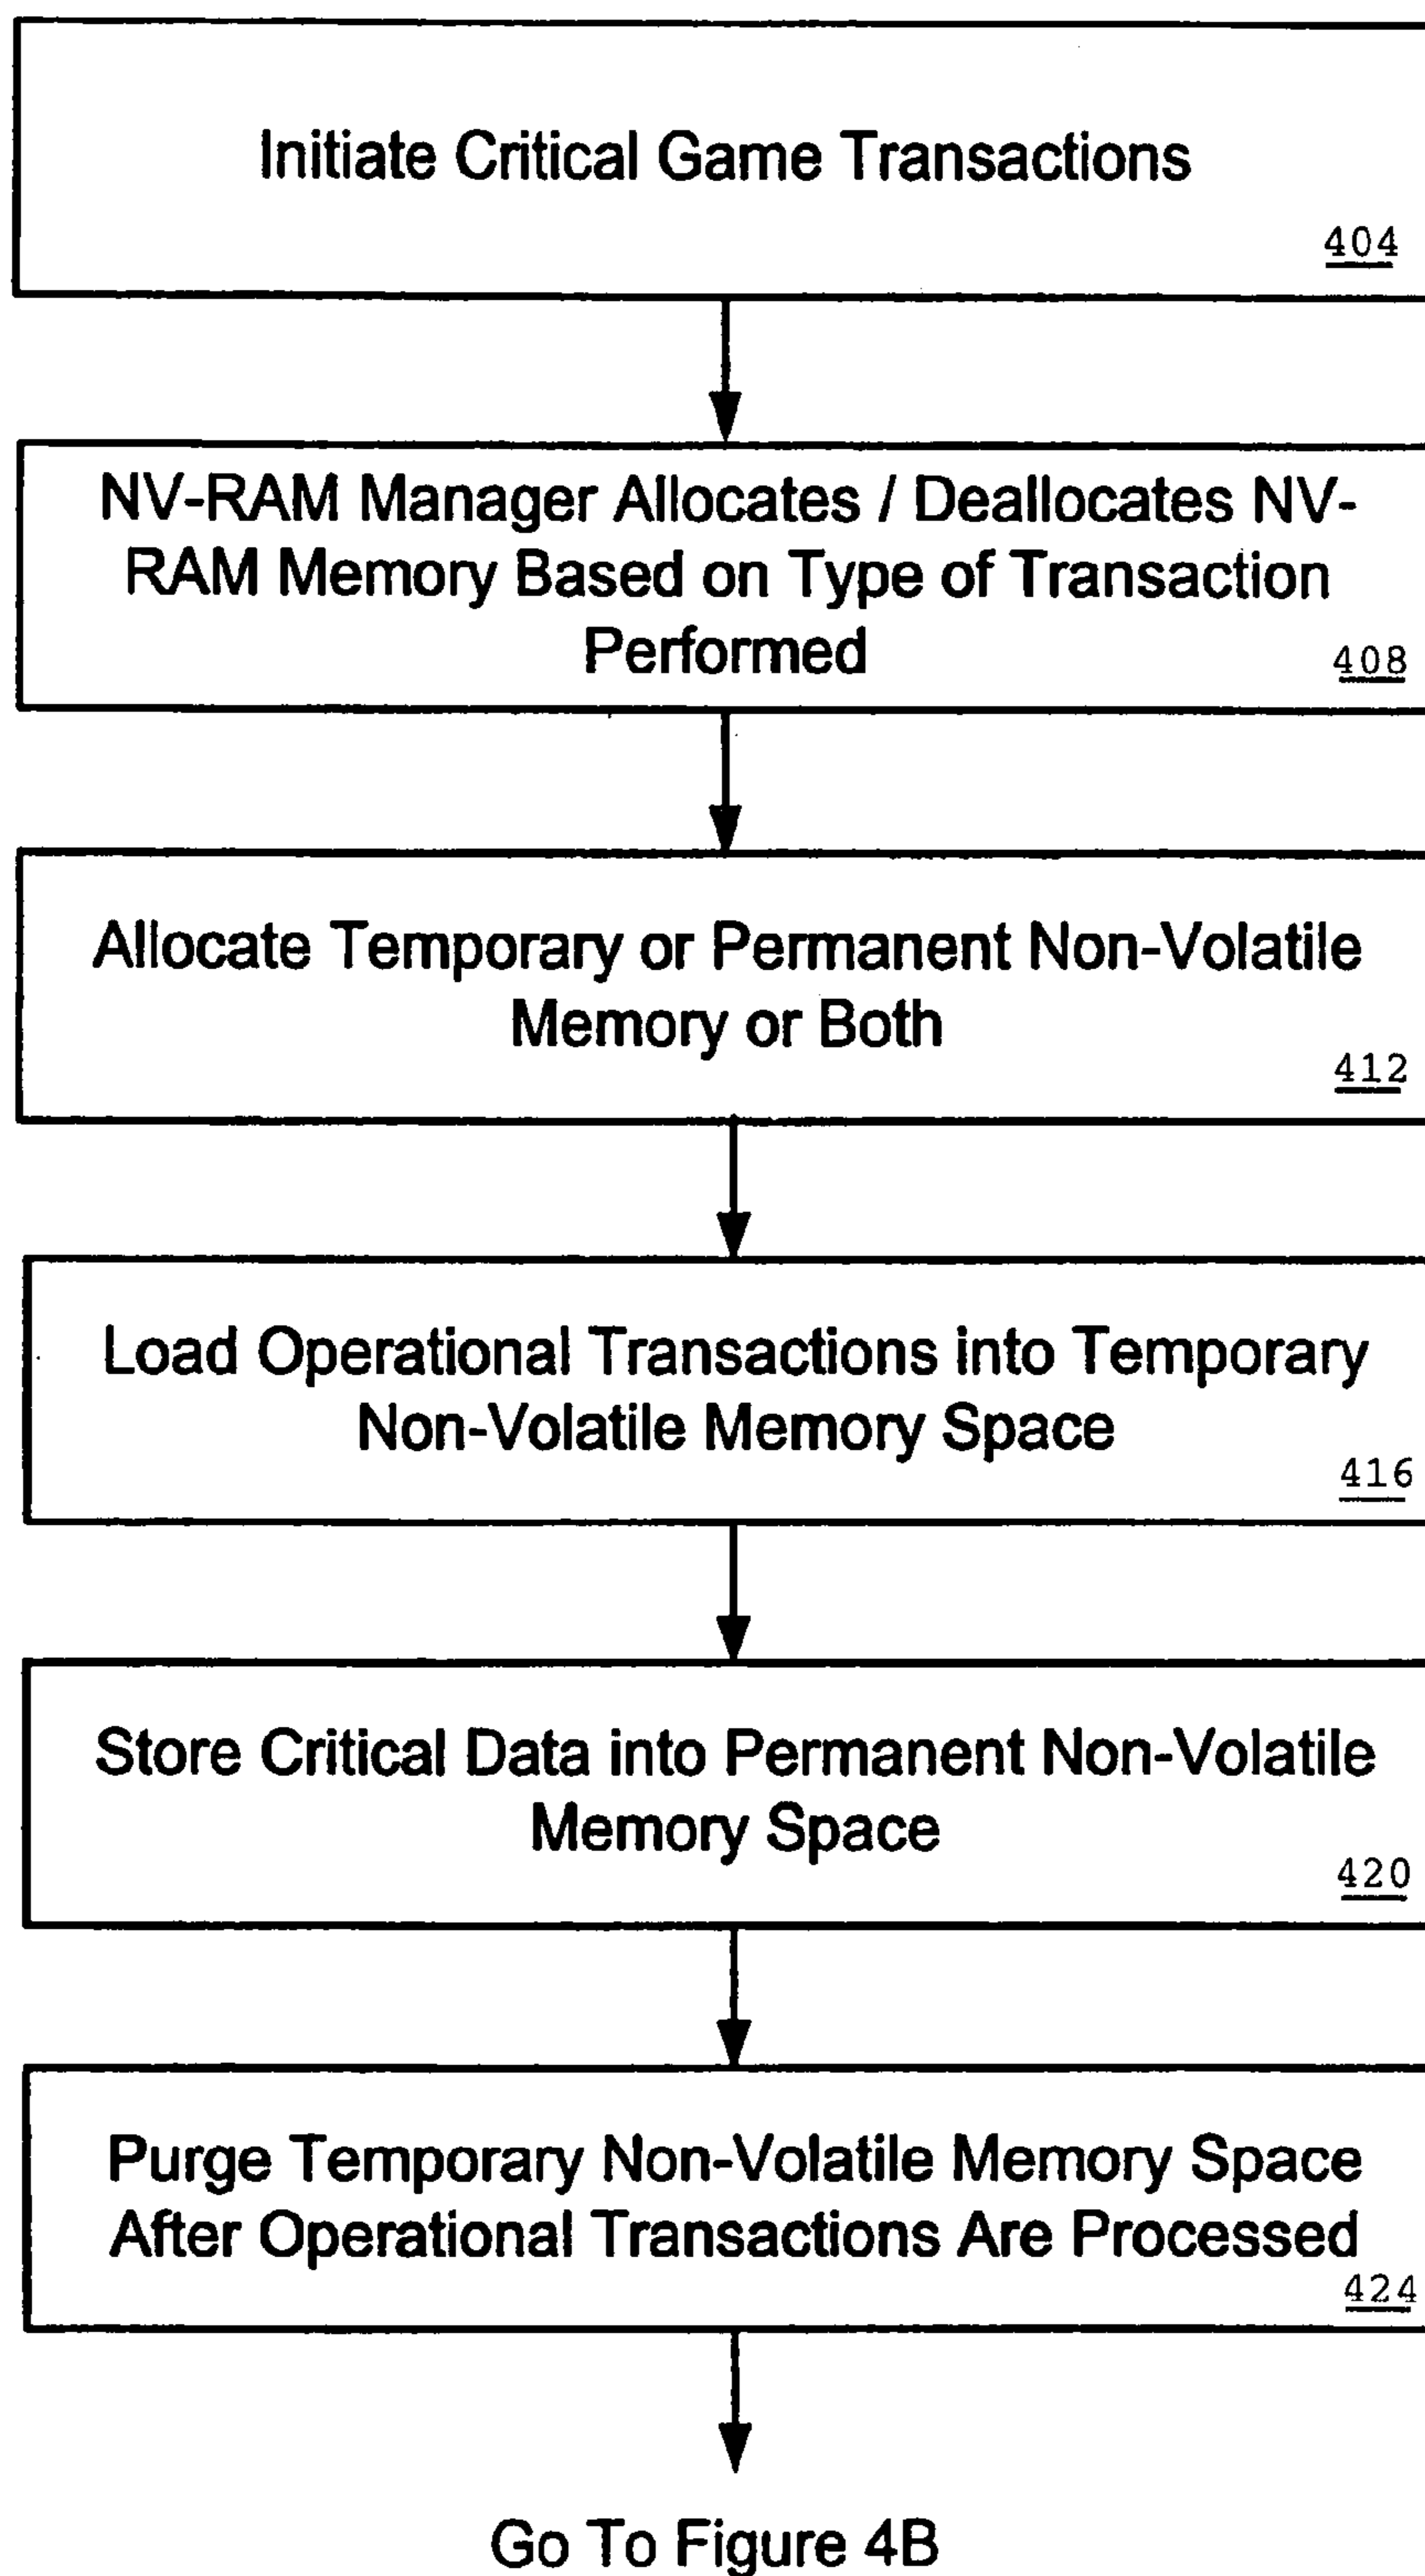 Initiate Critical Game Transactions
404
NV-RAM Manager Allocates / Deallocates NV-
RAM Memory Based on Type of Transaction
Performed
408
Allocate Temporary or Permanent Non-Volatile
Memory or Both
412
Load Operational Transactions into Temporary
Non-Volatile Memory Space
416
Store Critical Data into Permanent Non-Volatile
Memory Space
420
Purge Temporary Non-Volatile Memory Space
After Operational Transactions Are Processed
424
Go To Figure 4B